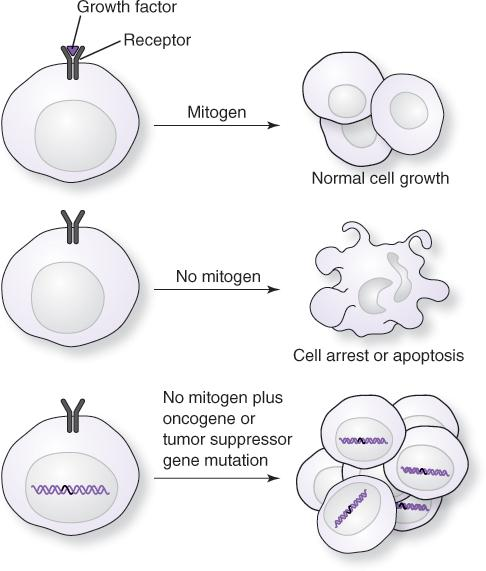 Growth factor
Receptor
Mitogen
Normal cell growth
No mitogen
Cell arrest or apoptosis
No mitogen plus
oncogene or
tumor suppressor
gene mutation